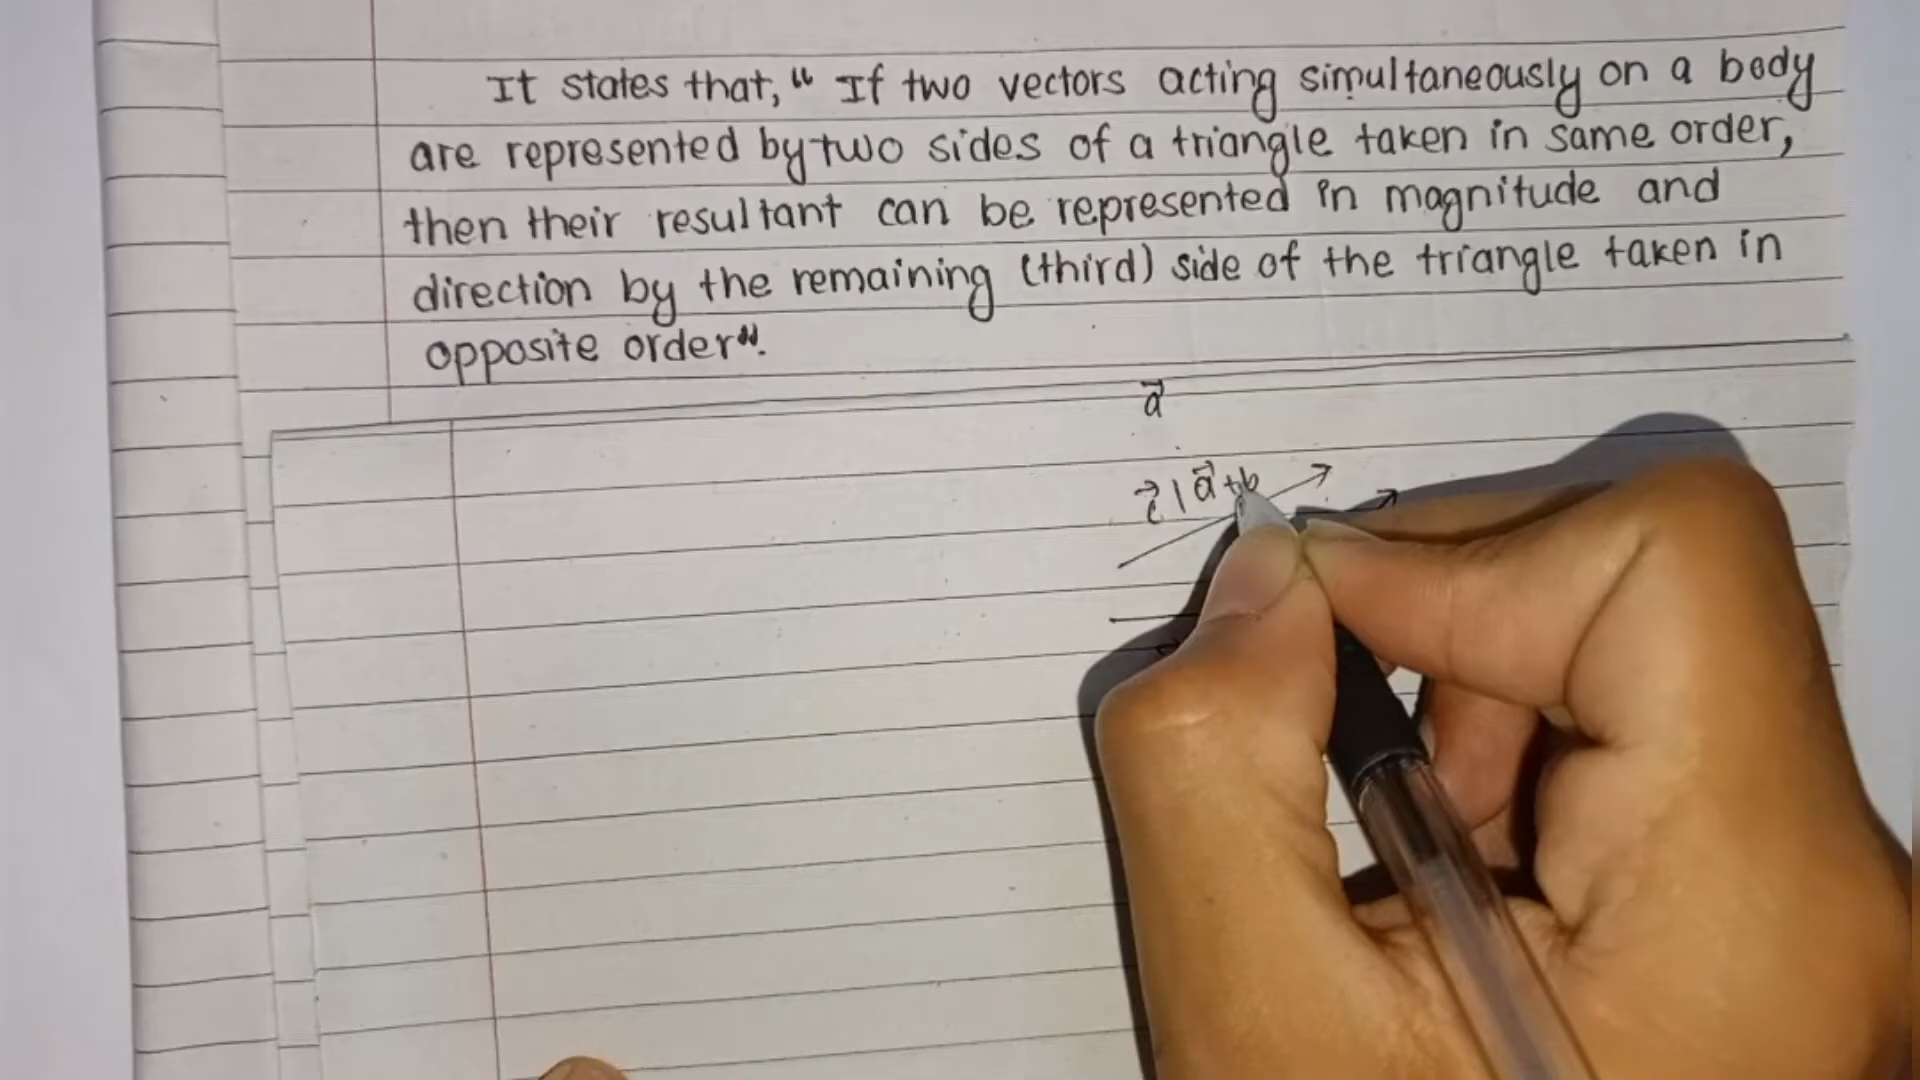 It states that, “ If two vectors acting simultaneously on a body
are represented by two sides of a triangle taken in same order,
then their resultant can be represented in magnitude and
direction by the remaining (third) side of the triangle taken in
opposite order”.
a⃗
c⃗ | a⃗ + b